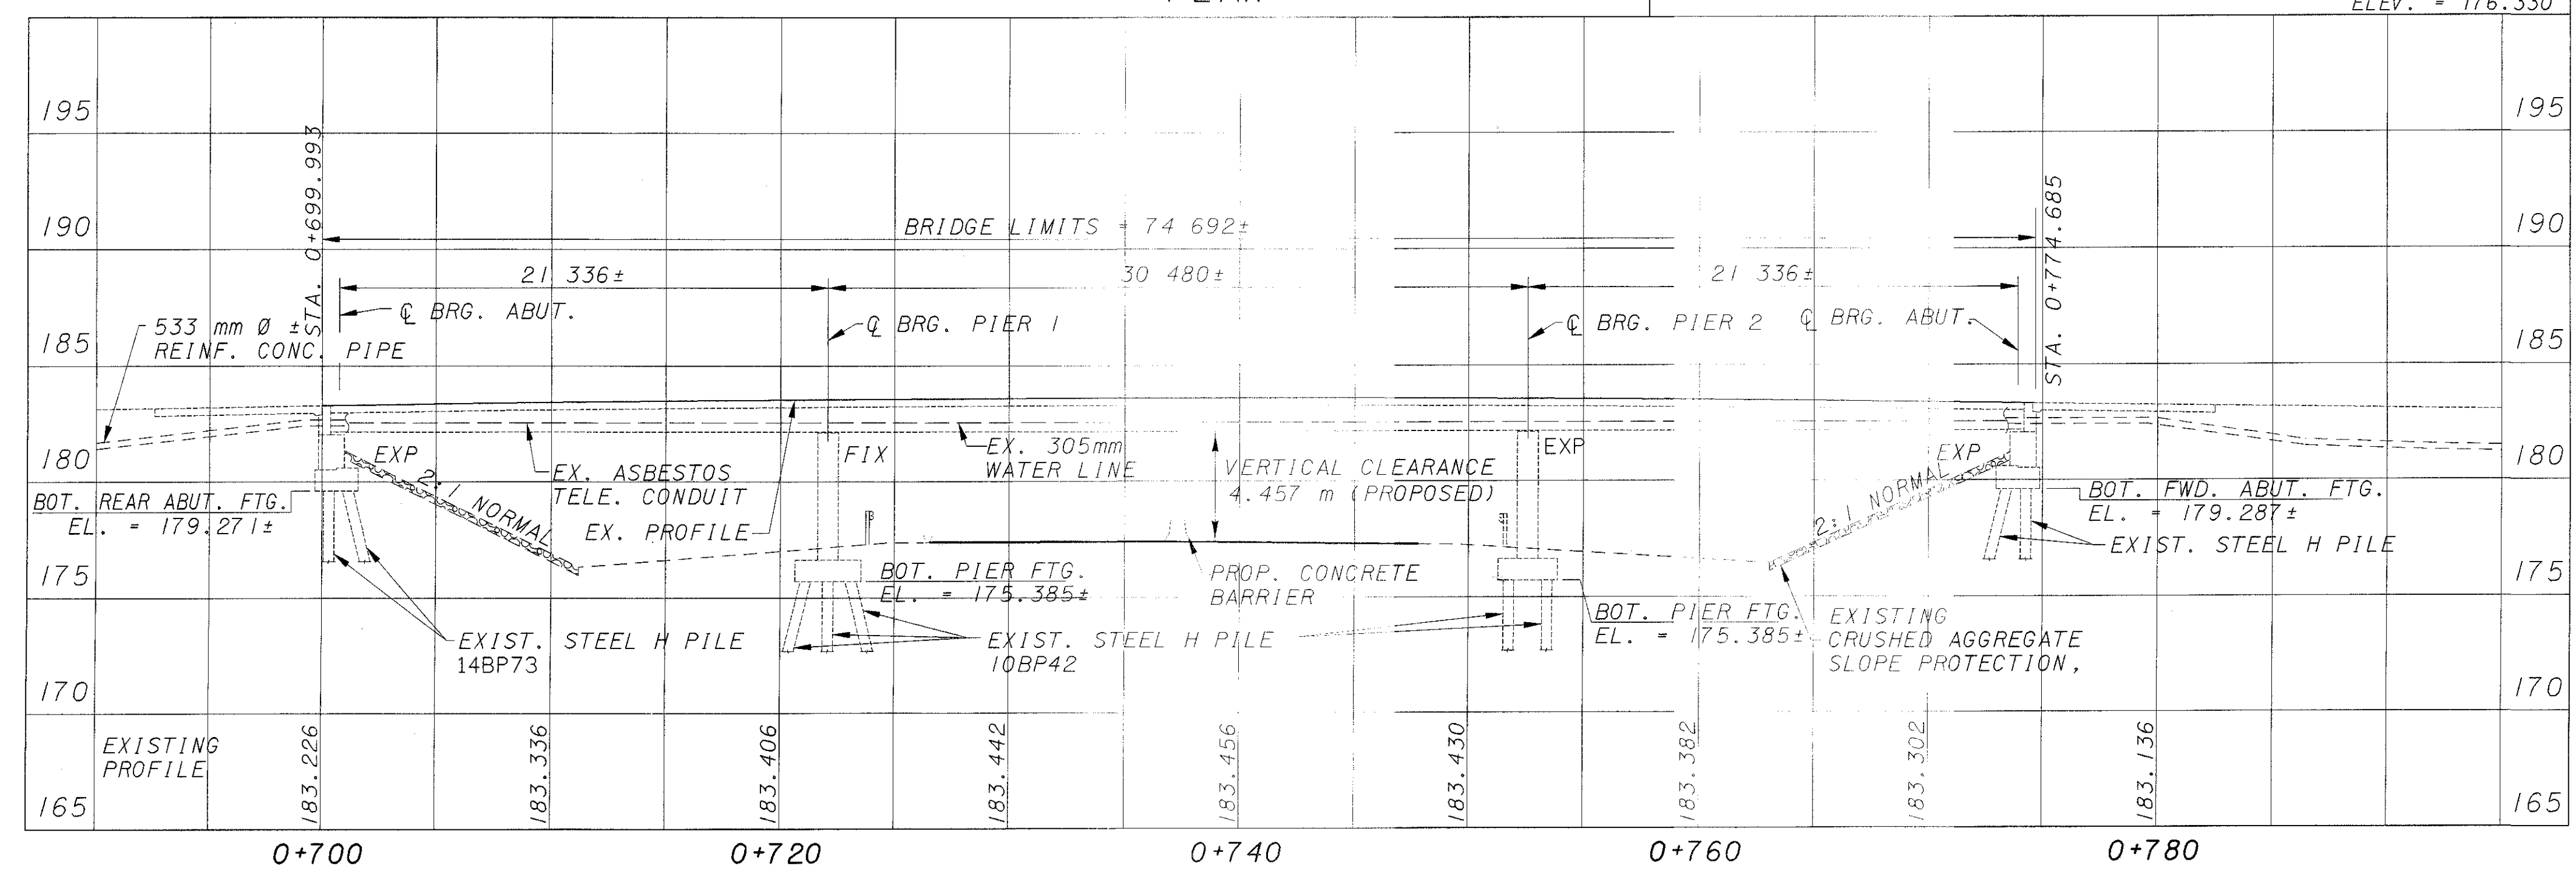 ELEV. = 176.330
195
195
190
190
185
185
180
180
175
175
170
170
165
165
STA. 0+699.993
STA. 0+774.685
BRIDGE LIMITS = 74 692±
21 336±
30 480±
21 336±
℄ BRG. ABUT.
℄ BRG. PIER 1
℄ BRG. PIER 2
℄ BRG. ABUT.
533 mm Ø ±
REINF. CONC. PIPE
EXP
FIX
EXP
EXP
2:1 NORMAL
2:1 NORMAL
EX. ASBESTOS
TELE. CONDUIT
EX. 305mm
WATER LINE
VERTICAL CLEARANCE
4.457 m (PROPOSED)
EX. PROFILE
BOT. REAR ABUT. FTG.
EL. = 179.271±
BOT. FWD. ABUT. FTG.
EL. = 179.287±
EXIST. STEEL H PILE
BOT. PIER FTG.
EL. = 175.385±
PROP. CONCRETE
BARRIER
BOT. PIER FTG.
EL. = 175.385±
EXISTING
CRUSHED AGGREGATE
SLOPE PROTECTION,
EXIST. STEEL H PILE
14BP73
EXIST. STEEL H PILE
10BP42
EXISTING
PROFILE
183.226
183.336
183.406
183.442
183.456
183.430
183.382
183.302
183.136
0+700
0+720
0+740
0+760
0+780